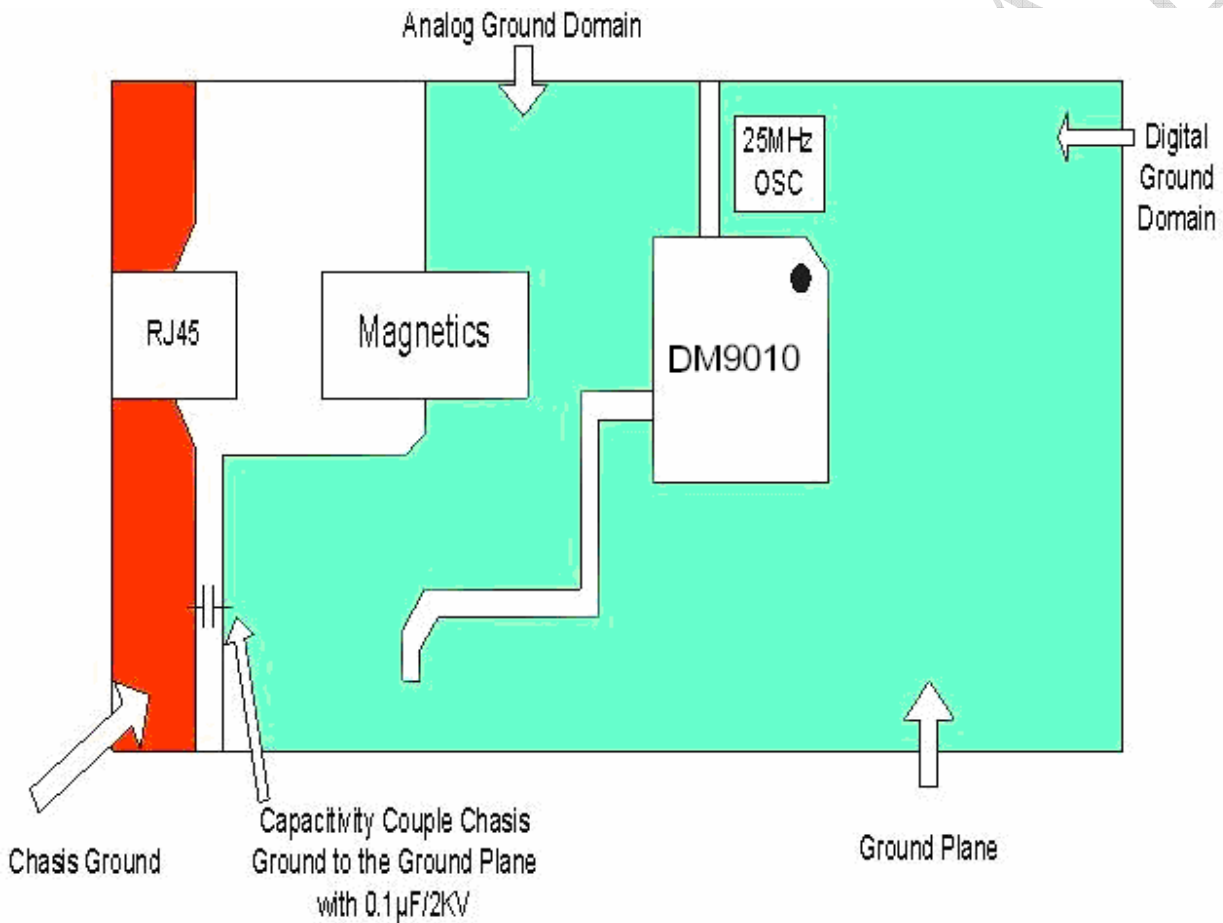 Analog Ground Domain
25MHz
OSC
Digital
Ground
Domain
RJ45
Magnetics
DM9010
Chasis Ground
Capacitivity Couple Chasis
Ground to the Ground Plane
with 0.1µF/2KV
Ground Plane